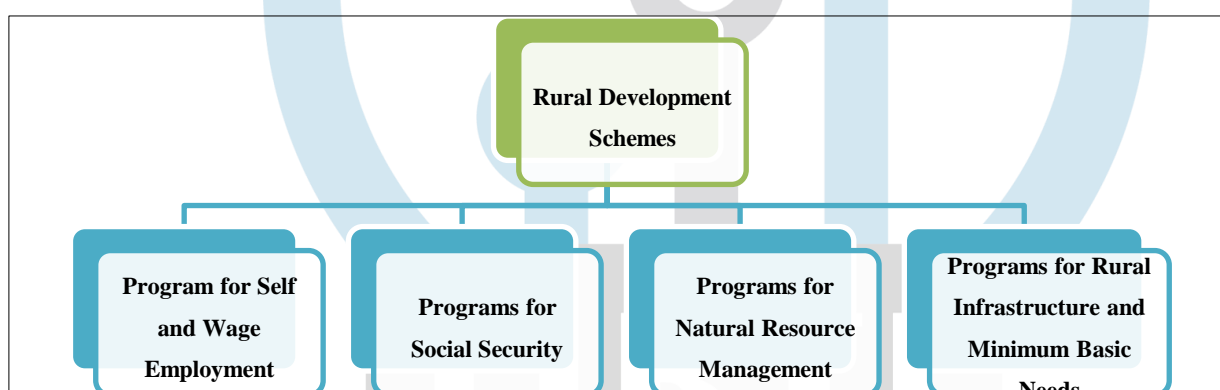 Rural Development
Schemes
Program for Self
and Wage
Employment
Programs for
Social Security
Programs for
Natural Resource
Management
Programs for Rural
Infrastructure and
Minimum Basic
Needs